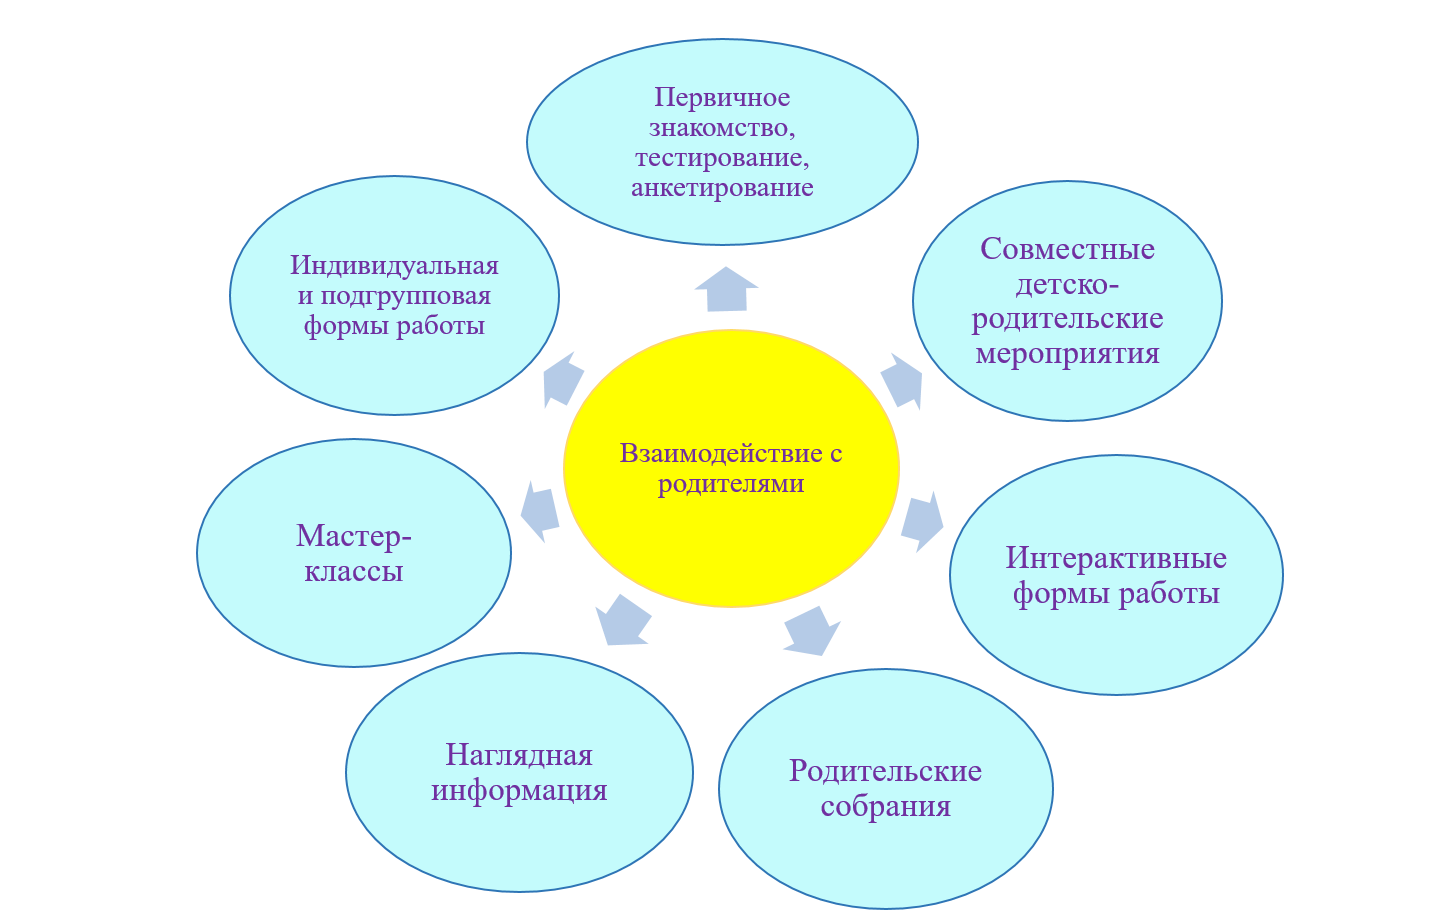 Первичное
знакомство,
тестирование,
анкетирование
Индивидуальная
и подгрупповая
формы работы
Совместные
детско-
родительские
мероприятия
Взаимодействие с
родителями
Мастер-
классы
Интерактивные
формы работы
Наглядная
информация
Родительские
собрания